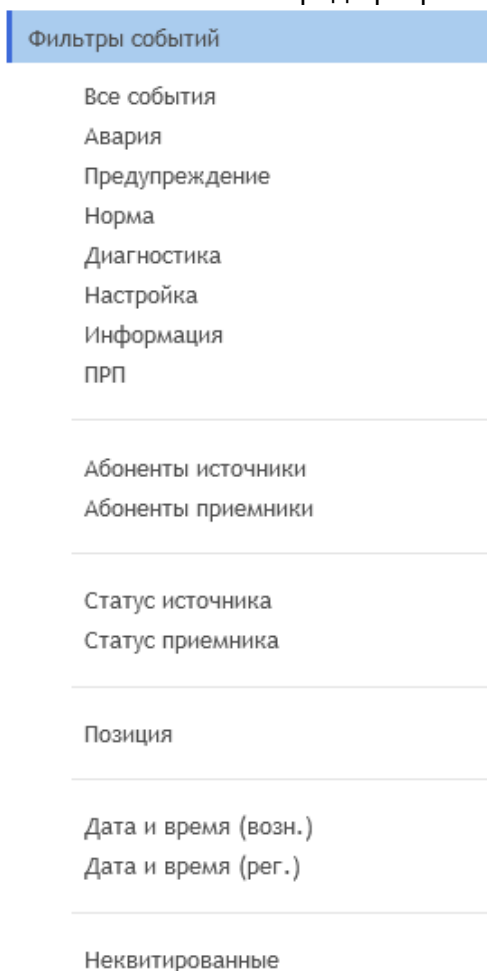 Фильтры событий
Все события
Авария
Предупреждение
Норма
Диагностика
Настройка
Информация
ПРП
Абоненты источники
Абоненты приемники
Статус источника
Статус приемника
Позиция
Дата и время (возн.)
Дата и время (рег.)
Неквитированные